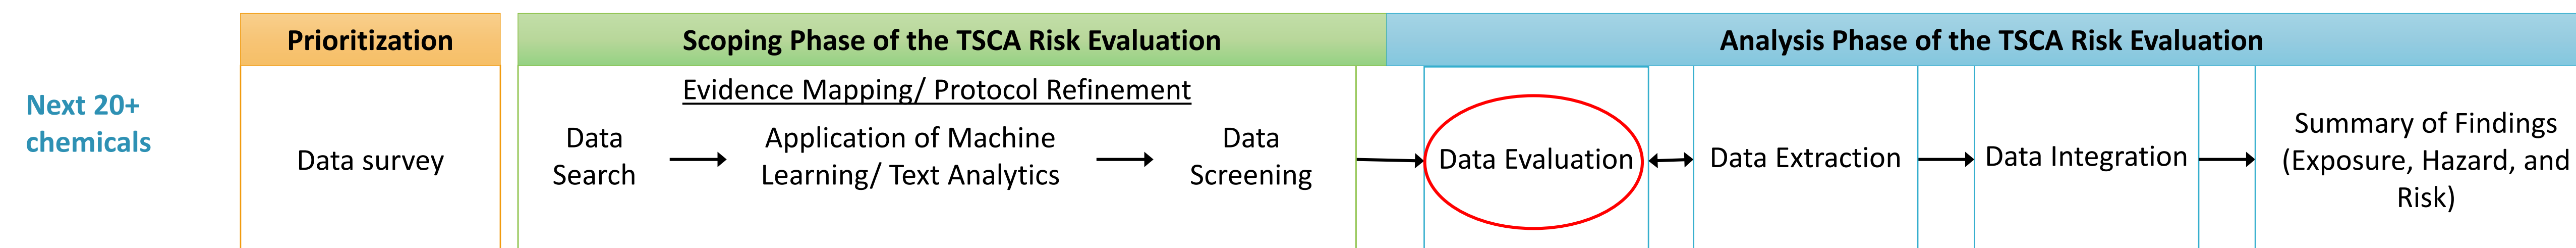 Prioritization
Scoping Phase of the TSCA Risk Evaluation
Analysis Phase of the TSCA Risk Evaluation
Next 20+
chemicals
Data survey
Evidence Mapping/ Protocol Refinement
Data
Search
Application of Machine
Learning/ Text Analytics
Data
Screening
Data Evaluation
Data Extraction
Data Integration
Summary of Findings
(Exposure, Hazard, and
Risk)